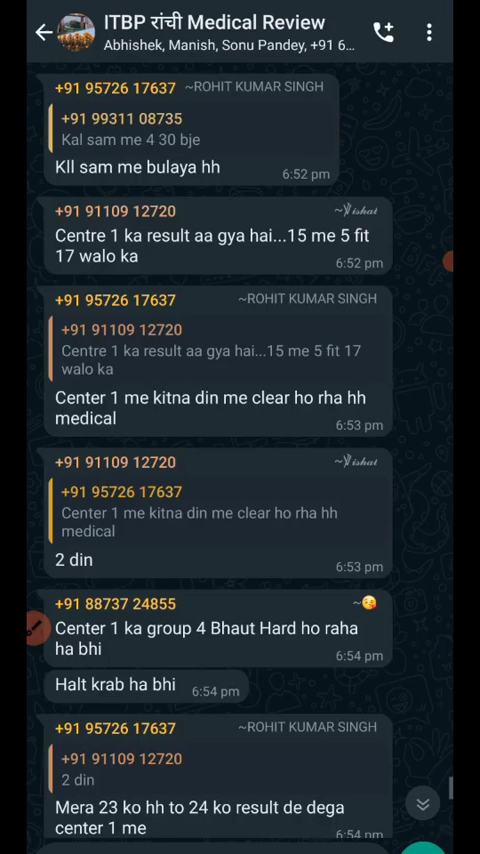 ITBP रांची Medical Review
Abhishek, Manish, Sonu Pandey, +91 6...
+91 95726 17637 ~ROHIT KUMAR SINGH
+91 99311 08735
Kal sam me 4 30 bje
Kll sam me bulaya hh
6:52 pm
+91 91109 12720 ~Vishat
Centre 1 ka result aa gya hai...15 me 5 fit
17 walo ka
6:52 pm
+91 95726 17637 ~ROHIT KUMAR SINGH
+91 91109 12720
Centre 1 ka result aa gya hai...15 me 5 fit 17
walo ka
Center 1 me kitna din me clear ho rha hh
medical
6:53 pm
+91 91109 12720 ~Vishat
+91 95726 17637
Center 1 me kitna din me clear ho rha hh
medical
2 din
6:53 pm
+91 88737 24855 ~😘
Center 1 ka group 4 Bhaut Hard ho raha
ha bhi
6:54 pm
Halt krab ha bhi
6:54 pm
+91 95726 17637 ~ROHIT KUMAR SINGH
+91 91109 12720
2 din
Mera 23 ko hh to 24 ko result de dega
center 1 me
6:54 pm